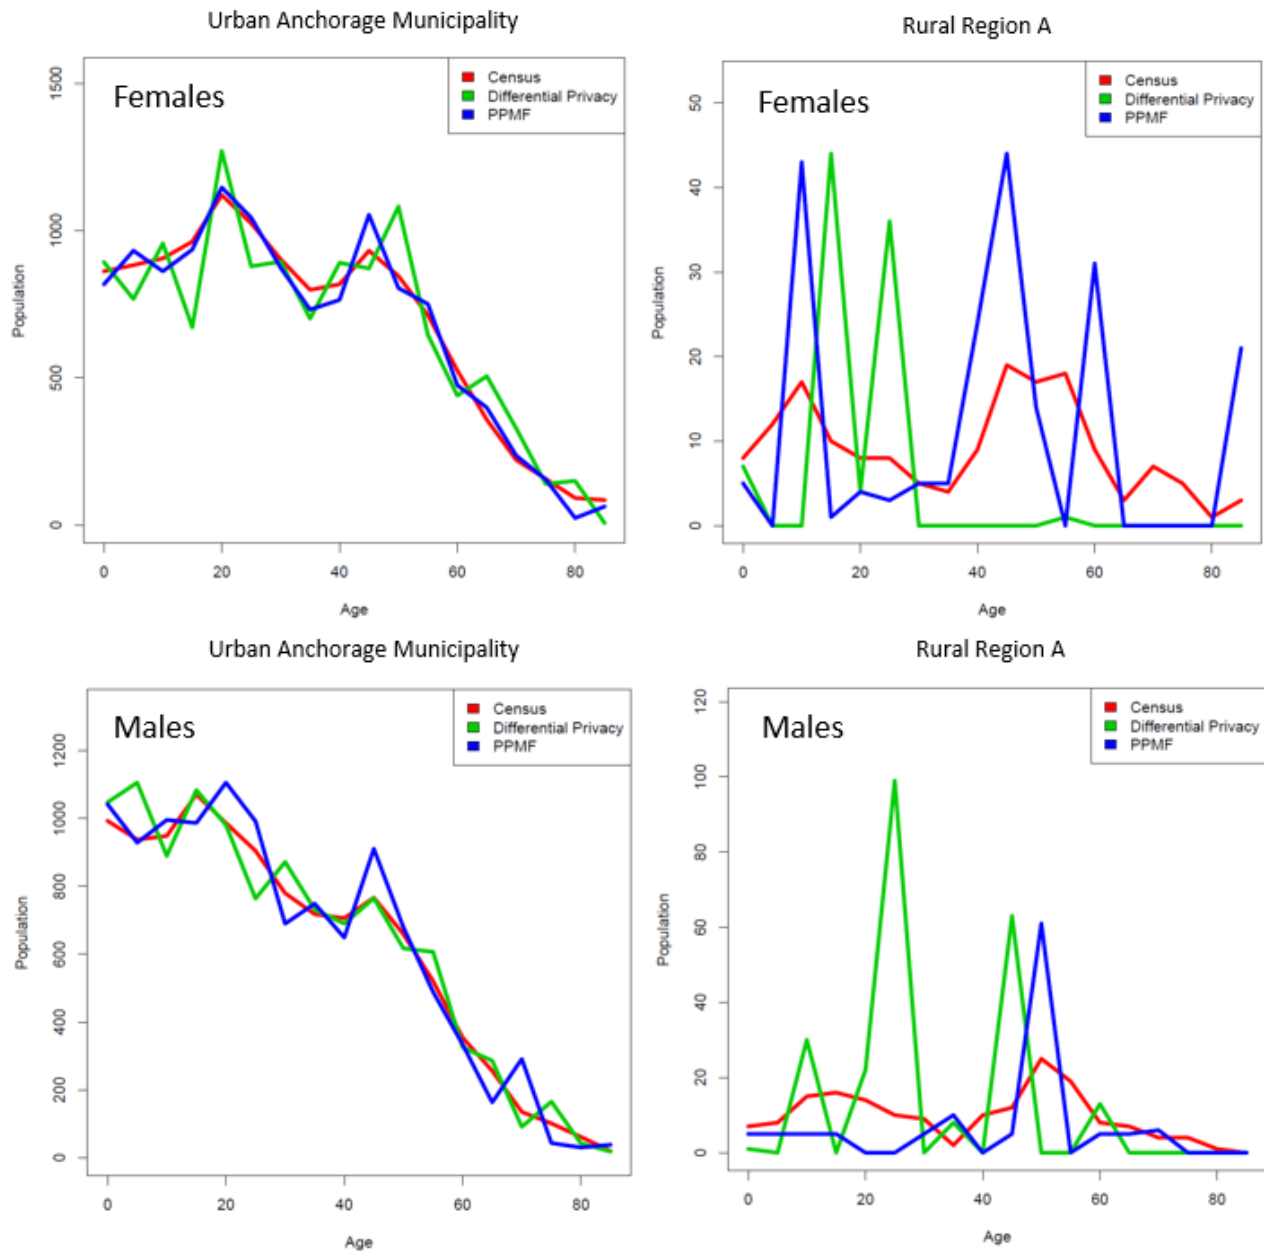 Urban Anchorage Municipality
Females
Census
Differential Privacy
PPMF
Population
1500
1000
500
0
0 20 40 60 80
Age
Rural Region A
Females
Census
Differential Privacy
PPMF
Population
50
40
30
20
10
0
0 20 40 60 80
Age
Urban Anchorage Municipality
Males
Census
Differential Privacy
PPMF
Population
1200
1000
800
600
400
200
0
0 20 40 60 80
Age
Rural Region A
Males
Census
Differential Privacy
PPMF
Population
120
100
80
60
40
20
0
0 20 40 60 80
Age